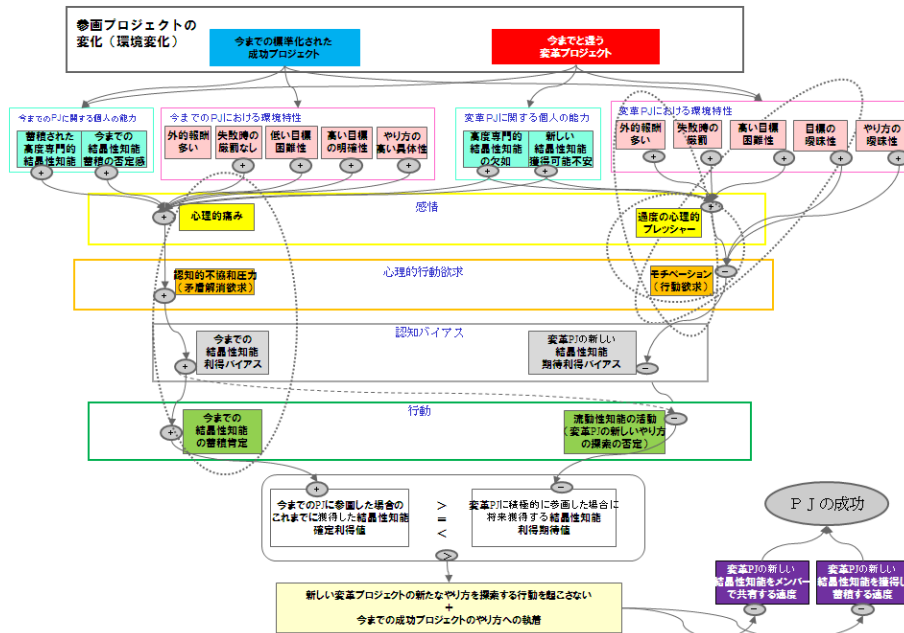 参画プロジェクトの
変化（環境変化）
今までの標準化された
成功プロジェクト
今までと違う
変革プロジェクト
今までのPJに関する個人の能力
蓄積された
高度専門的
結晶性知能
今までの
結晶性知能
蓄積の否定感
今までのPJにおける環境特性
外的報酬
多い
失敗時の
厳罰なし
低い目標
困難性
高い目標
の明確性
やり方の
高い具体性
変革PJに関する個人の能力
高度専門的
結晶性知能
の欠如
新しい
結晶性知能
獲得可能不安
変革PJにおける環境特性
外的報酬
多い
失敗時の
厳罰
高い目標
困難性
目標の
曖昧性
やり方の
曖昧性
+
+
+
+
+
+
+
+
+
+
+
+
+
感情
+
心理的痛み
過度の心理的
プレッシャー
+
心理的行動欲求
認知的不協和圧力
（矛盾解消欲求）
+
モチベーション
（行動欲求）
−
認知バイアス
今までの
結晶性知能
利得バイアス
+
変革PJの新しい
結晶性知能
期待利得バイアス
−
行動
今までの
結晶性知能
の蓄積肯定
+
流動性知能の活動
（変革PJの新しいやり方
の探索の否定）
−
+
−
今までのPJに参画した場合の
これまでに獲得した結晶性知能
確定利得値
>
=
<
変革PJに積極的に参画した場合に
将来獲得する結晶性知能
利得期待値
>
新しい変革プロジェクトの新たなやり方を探索する行動を起こさない
+
今までの成功プロジェクトのやり方への執着
ＰＪの成功
変革PJの新しい
結晶性知能をメンバー
で共有する速度
変革PJの新しい
結晶性知能を獲得し
蓄積する速度
−
−